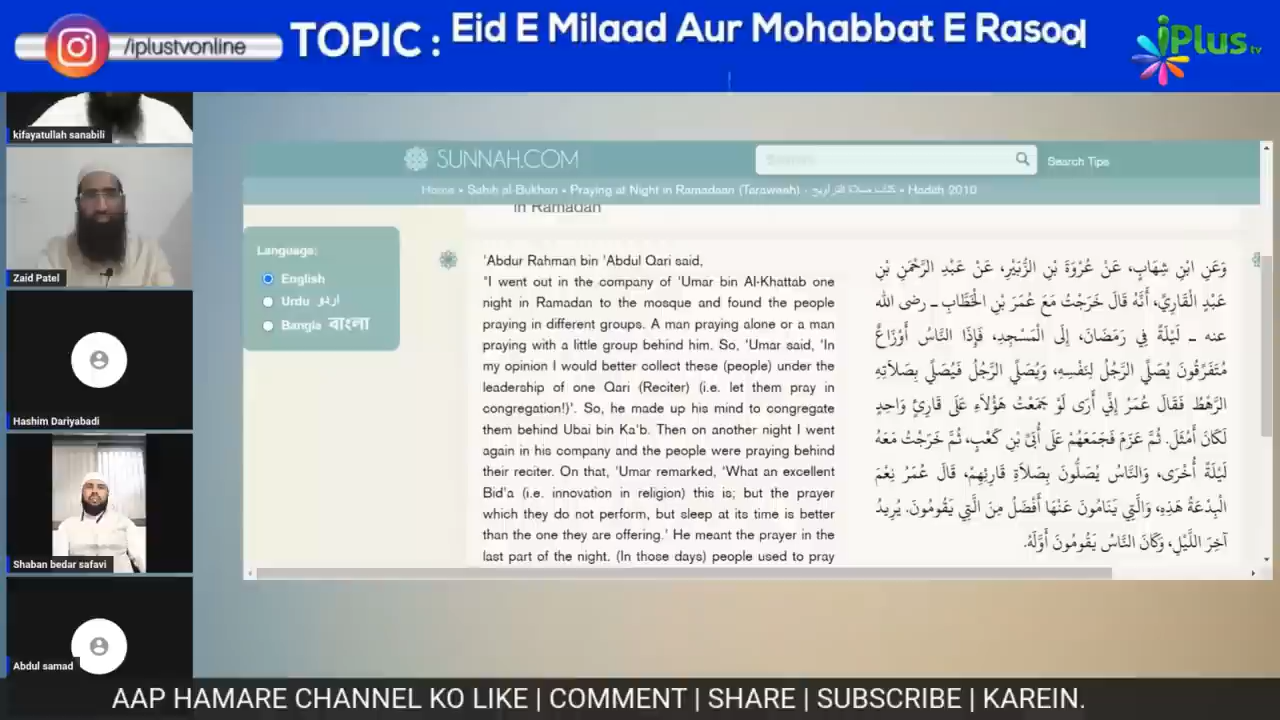 /iplustvonline
TOPIC :
Eid E Milaad Aur Mohabbat E Rasool
iPlus tv
kifayatullah sanabili
Zaid Patel
Hashim Dariyabadi
Shaban bedar safavi
Abdul samad
SUNNAH.COM
Search Tips
Home » Sahih al-Bukhari » Praying at Night in Ramadaan (Taraweeh) - كتاب صلاة التراويح » Hadith 2010
in Ramadan
Language:
English
Urdu اردو
Bangla বাংলা
'Abdur Rahman bin 'Abdul Qari said,
"I went out in the company of 'Umar bin Al-Khattab one
night in Ramadan to the mosque and found the people
praying in different groups. A man praying alone or a man
praying with a little group behind him. So, 'Umar said, 'In
my opinion I would better collect these (people) under the
leadership of one Qari (Reciter) (i.e. let them pray in
congregation!)'. So, he made up his mind to congregate
them behind Ubai bin Ka'b. Then on another night I went
again in his company and the people were praying behind
their reciter. On that, 'Umar remarked, 'What an excellent
Bid'a (i.e. innovation in religion) this is; but the prayer
which they do not perform, but sleep at its time is better
than the one they are offering.' He meant the prayer in the
last part of the night. (In those days) people used to pray
وَعَنِ ابْنِ شِهَابٍ، عَنْ عُرْوَةَ بْنِ الزُّبَيْرِ، عَنْ عَبْدِ الرَّحْمَنِ بْنِ
عَبْدٍ الْقَارِيِّ، أَنَّهُ قَالَ خَرَجْتُ مَعَ عُمَرَ بْنِ الْخَطَّابِ ـ رضى الله
عنه ـ لَيْلَةً فِي رَمَضَانَ، إِلَى الْمَسْجِدِ، فَإِذَا النَّاسُ أَوْزَاعٌ
مُتَفَرِّقُونَ يُصَلِّي الرَّجُلُ لِنَفْسِهِ، وَيُصَلِّي الرَّجُلُ فَيُصَلِّي بِصَلاَتِهِ
الرَّهْطُ فَقَالَ عُمَرُ إِنِّي أَرَى لَوْ جَمَعْتُ هَؤُلاَءِ عَلَى قَارِئٍ وَاحِدٍ
لَكَانَ أَمْثَلَ. ثُمَّ عَزَمَ فَجَمَعَهُمْ عَلَى أُبَىِّ بْنِ كَعْبٍ، ثُمَّ خَرَجْتُ مَعَهُ
لَيْلَةً أُخْرَى، وَالنَّاسُ يُصَلُّونَ بِصَلاَةِ قَارِئِهِمْ، قَالَ عُمَرُ نِعْمَ
الْبِدْعَةُ هَذِهِ، وَالَّتِي يَنَامُونَ عَنْهَا أَفْضَلُ مِنَ الَّتِي يَقُومُونَ. يُرِيدُ
آخِرَ اللَّيْلِ، وَكَانَ النَّاسُ يَقُومُونَ أَوَّلَهُ.
AAP HAMARE CHANNEL KO LIKE | COMMENT | SHARE | SUBSCRIBE | KAREIN.